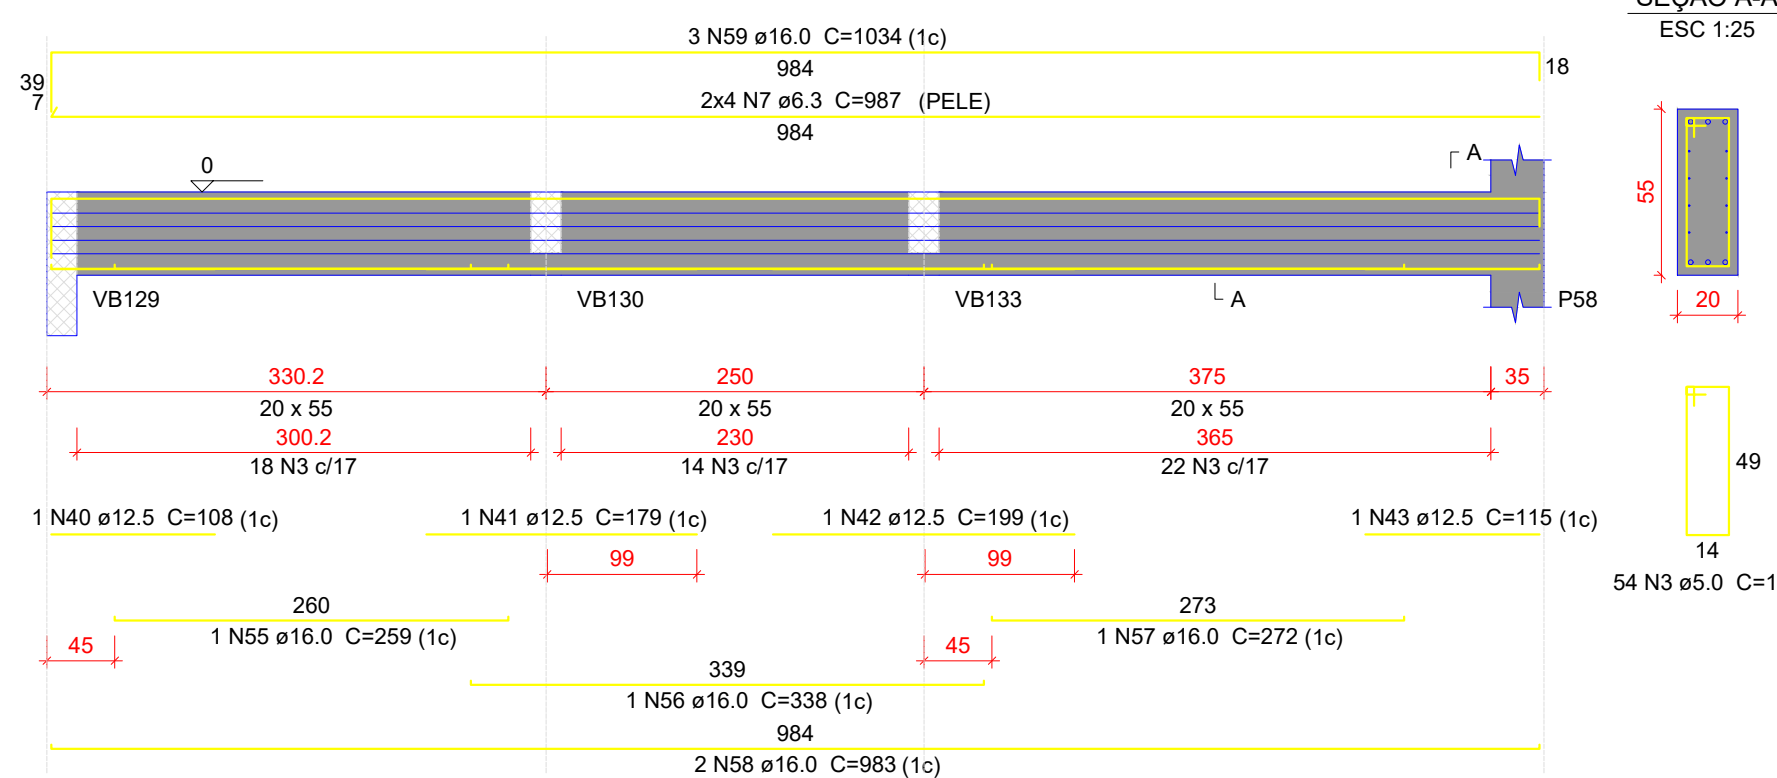 SEÇÃO A-A
ESC 1:25
3 N59 ø16.0 C=1034 (1c)
984
39
18
7
2x4 N7 ø6.3 C=987 (PELE)
984
0
A
55
VB129
VB130
VB133
A
P58
20
330.2
250
375
35
20 x 55
20 x 55
20 x 55
300.2
230
365
18 N3 c/17
14 N3 c/17
22 N3 c/17
49
1 N40 ø12.5 C=108 (1c)
1 N41 ø12.5 C=179 (1c)
1 N42 ø12.5 C=199 (1c)
1 N43 ø12.5 C=115 (1c)
99
99
14
54 N3 ø5.0 C=1
260
273
1 N55 ø16.0 C=259 (1c)
1 N57 ø16.0 C=272 (1c)
45
45
339
1 N56 ø16.0 C=338 (1c)
984
2 N58 ø16.0 C=983 (1c)